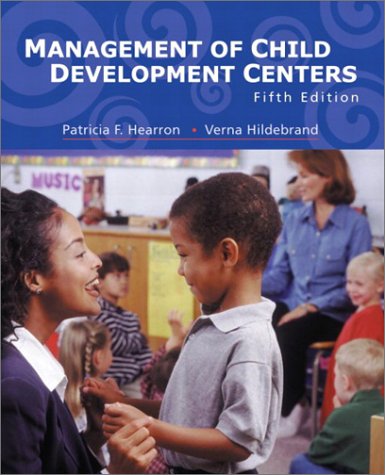 MANAGEMENT OF CHILD
DEVELOPMENT CENTERS
Fifth Edition
Patricia F. Hearron • Verna Hildebrand
MUSIC